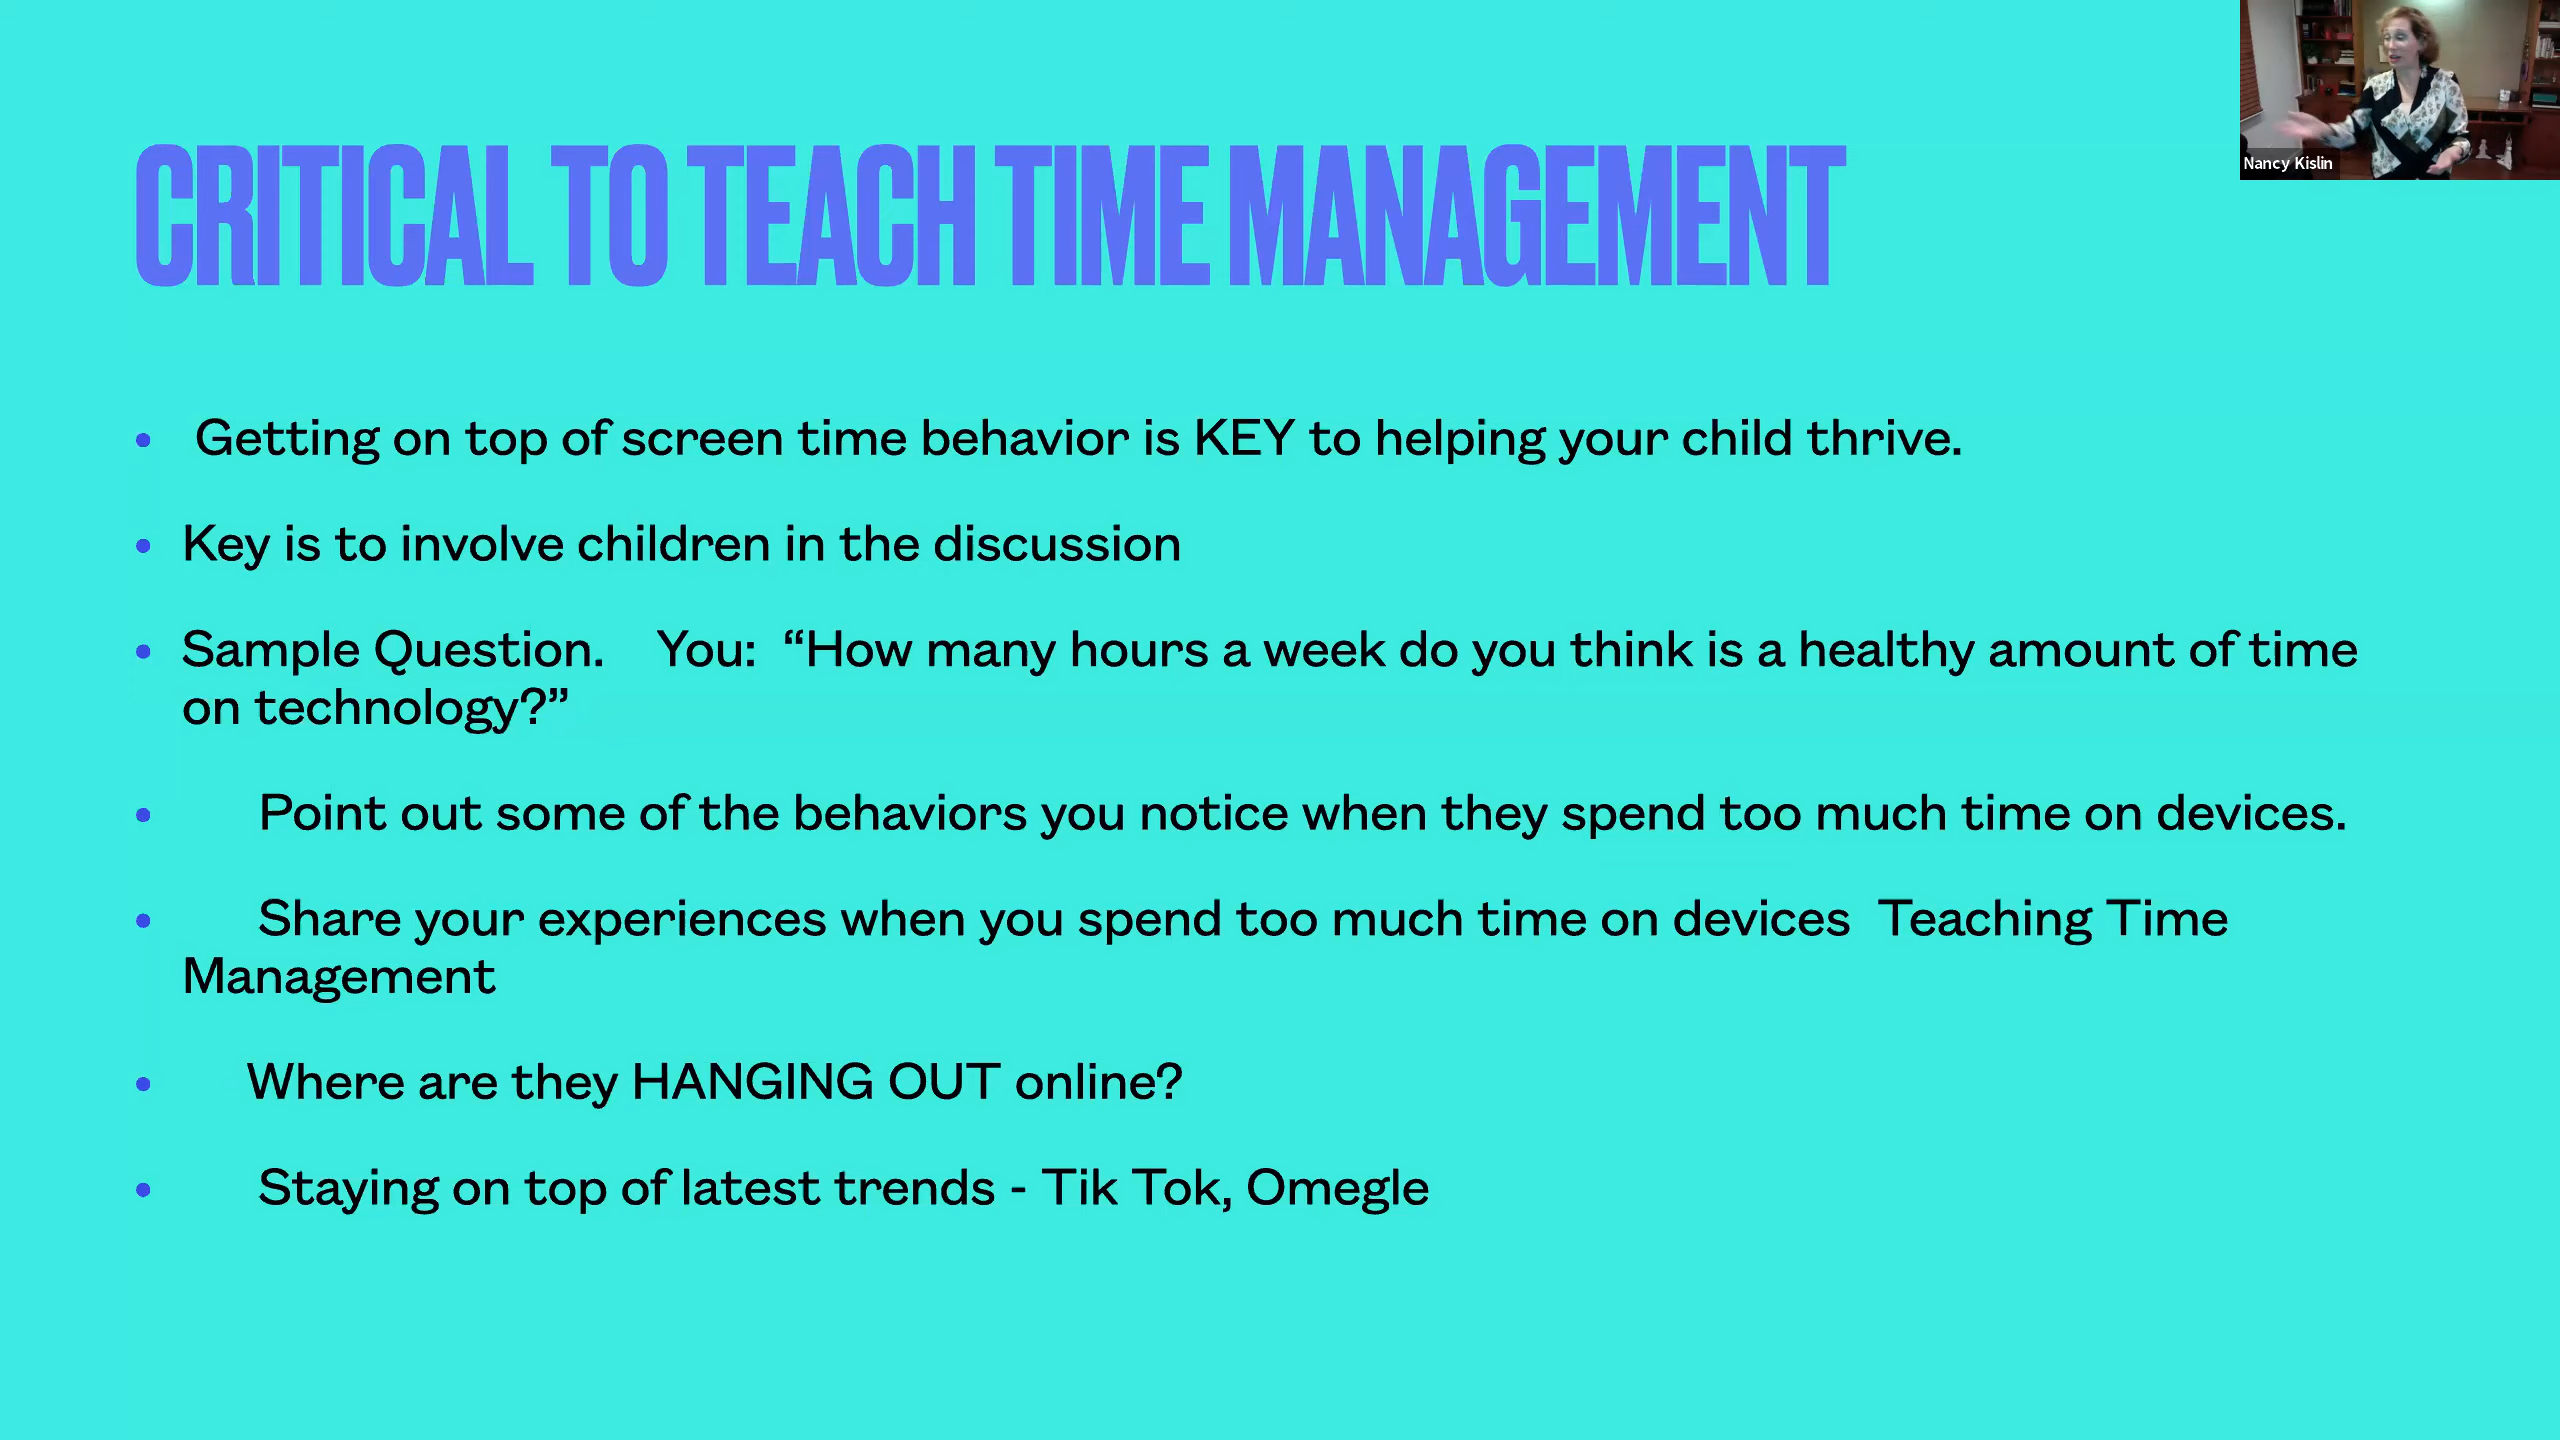 Nancy Kislin
CRITICAL TO TEACH TIME MANAGEMENT
• Getting on top of screen time behavior is KEY to helping your child thrive.
• Key is to involve children in the discussion
• Sample Question. You: “How many hours a week do you think is a healthy amount of time
on technology?”
• Point out some of the behaviors you notice when they spend too much time on devices.
• Share your experiences when you spend too much time on devices Teaching Time
Management
• Where are they HANGING OUT online?
• Staying on top of latest trends - Tik Tok, Omegle